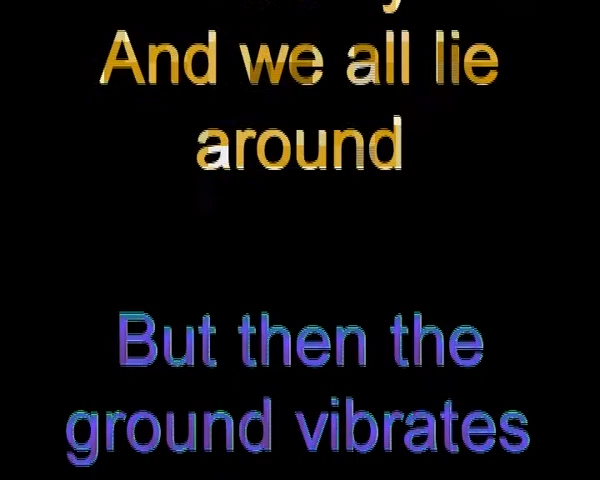 And we all lie
around
But then the
ground vibrates